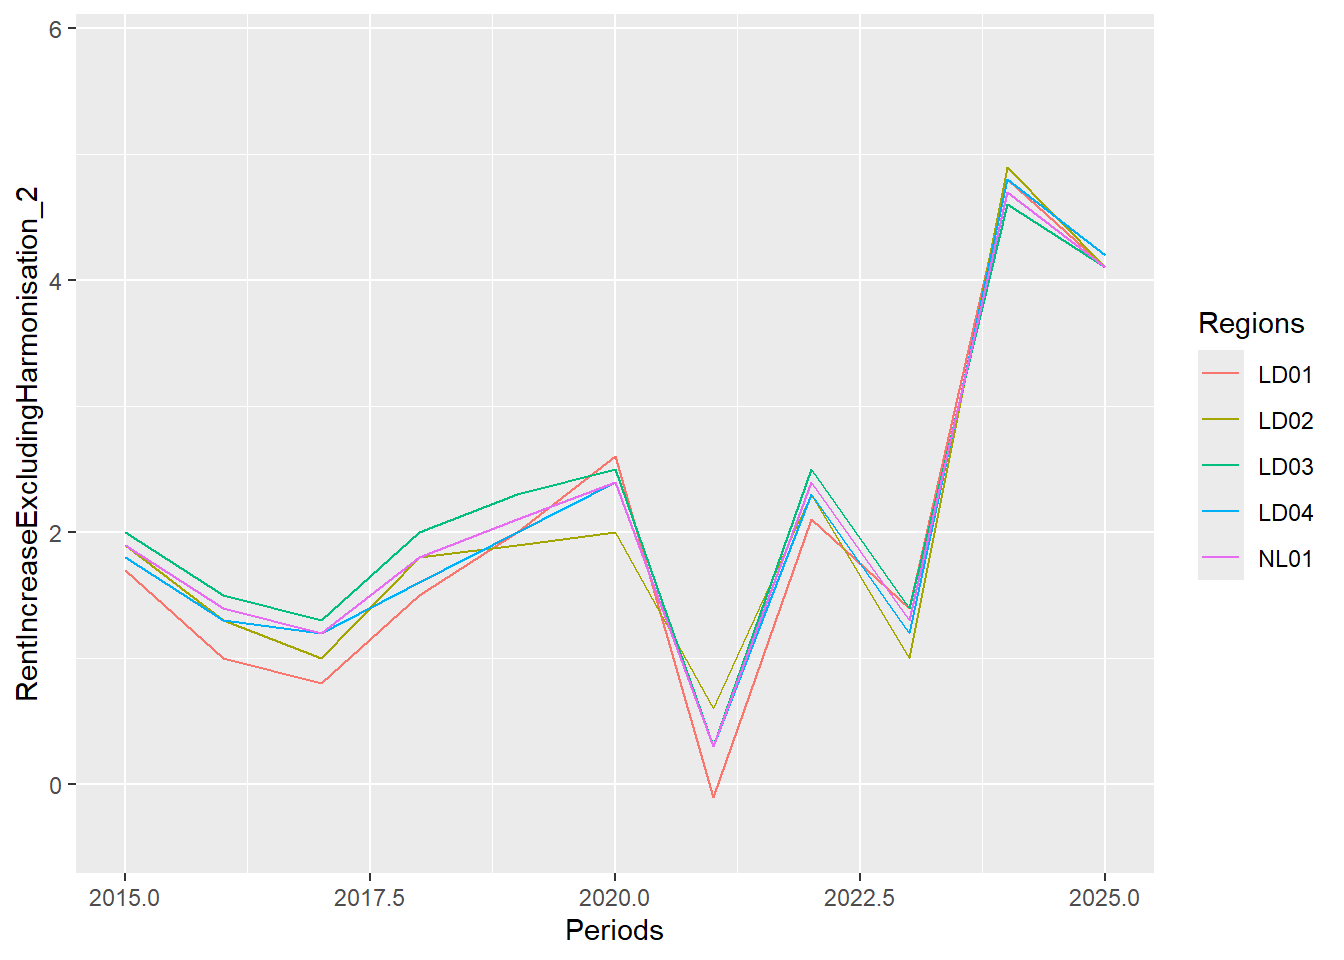 RentIncreaseExcludingHarmonisation_2
6
4
2
0
2015.0
2017.5
2020.0
2022.5
2025.0
Periods
Regions
LD01
LD02
LD03
LD04
NL01